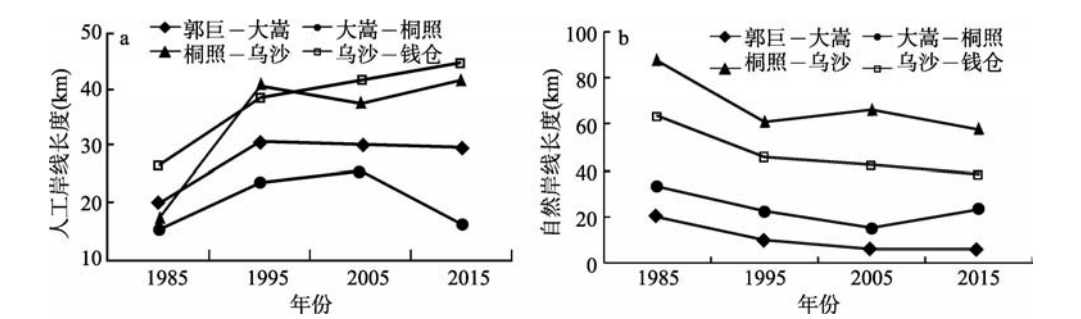 a
郭巨－大嵩 大嵩－桐照
桐照－乌沙 乌沙－钱仓
人工岸线长度(km)
50
40
30
20
10
1985 1995 2005 2015
年份
b
郭巨－大嵩 大嵩－桐照
桐照－乌沙 乌沙－钱仓
自然岸线长度(km)
100
80
60
40
20
0
1985 1995 2005 2015
年份